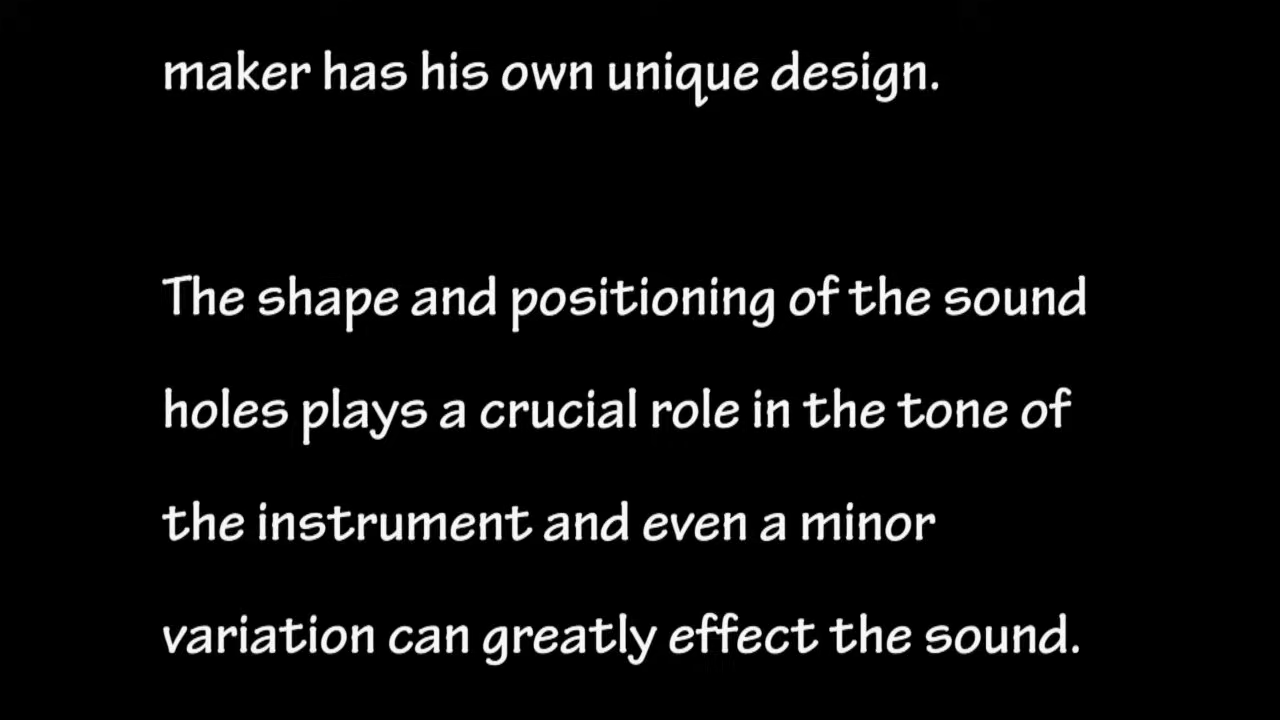 maker has his own unique design.
The shape and positioning of the sound
holes plays a crucial role in the tone of
the instrument and even a minor
variation can greatly effect the sound.